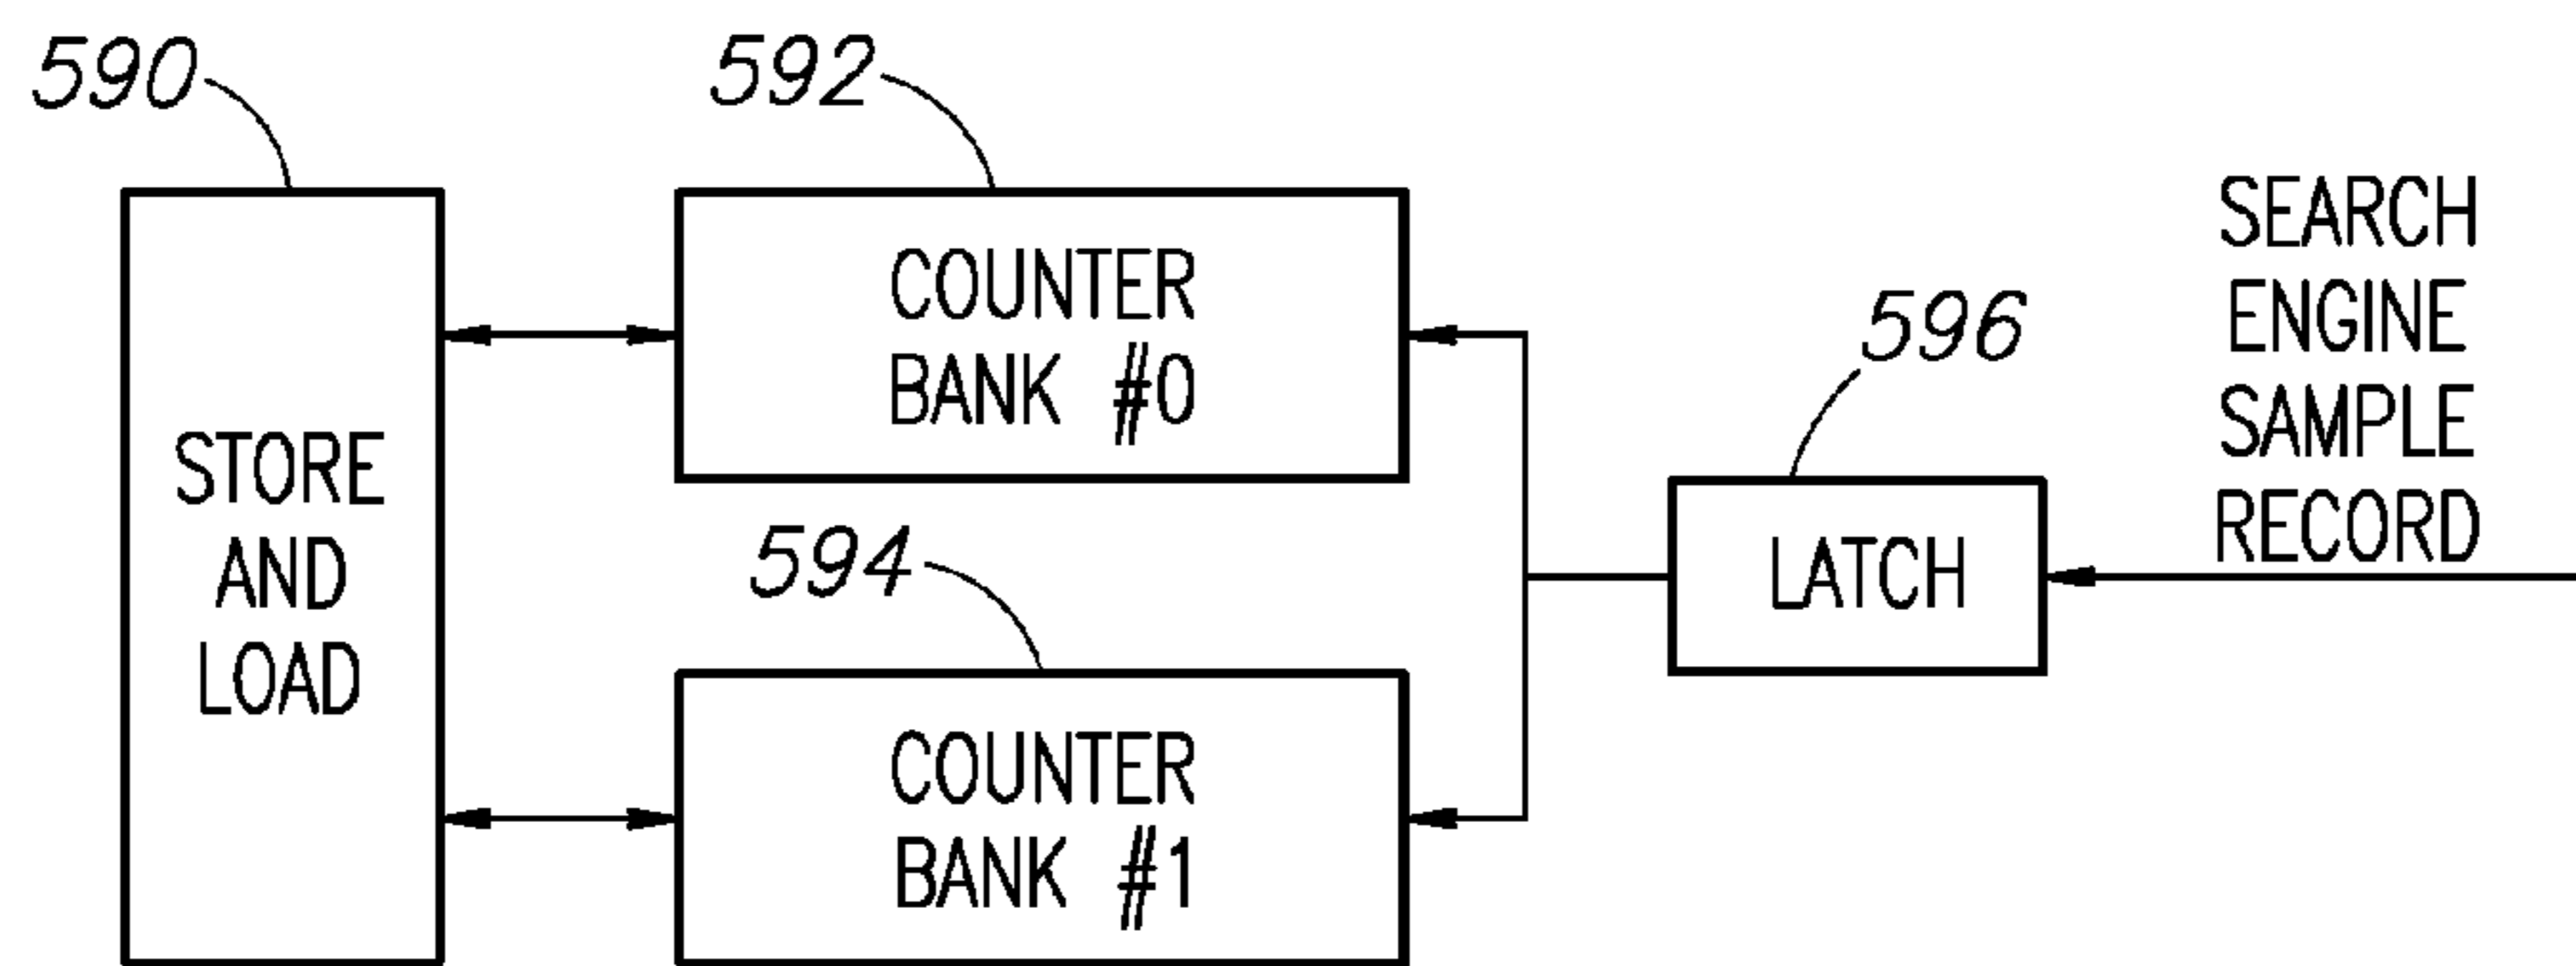 590
592
SEARCH
ENGINE
SAMPLE
RECORD
596
COUNTER
BANK #0
STORE
AND
LOAD
LATCH
594
COUNTER
BANK #1